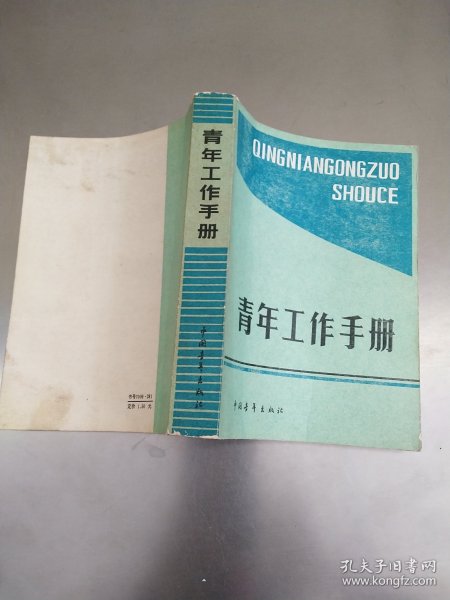 QINGNIANGONGZUO
SHOUCE
青年工作手册
中国青年出版社
青年工作手册
中国青年出版社
孔夫子旧书网
www.kongfz.com